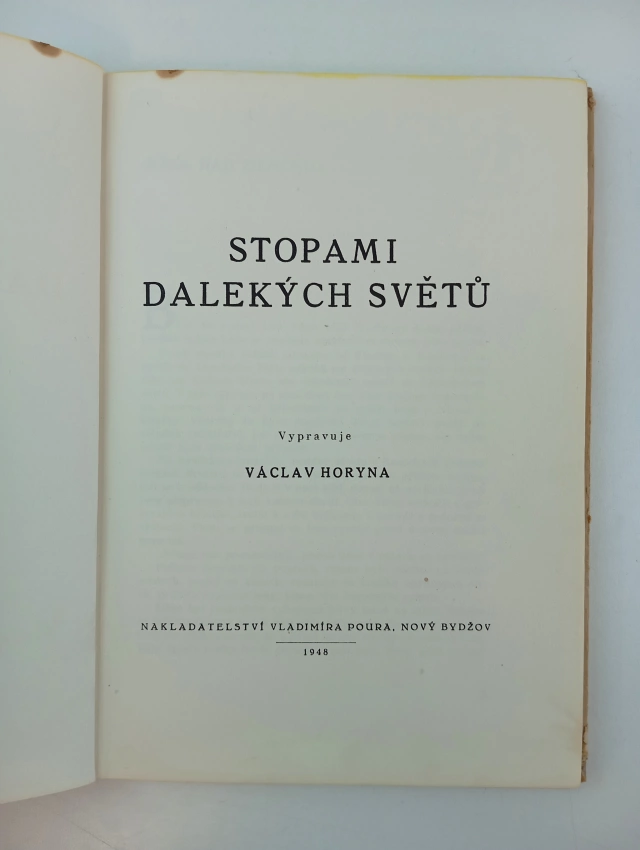 STOPAMI
DALEKÝCH SVĚTŮ
Vypravuje
VÁCLAV HORYNA
NAKLADATELSTVÍ VLADIMÍRA POURA, NOVÝ BYDŽOV
1948